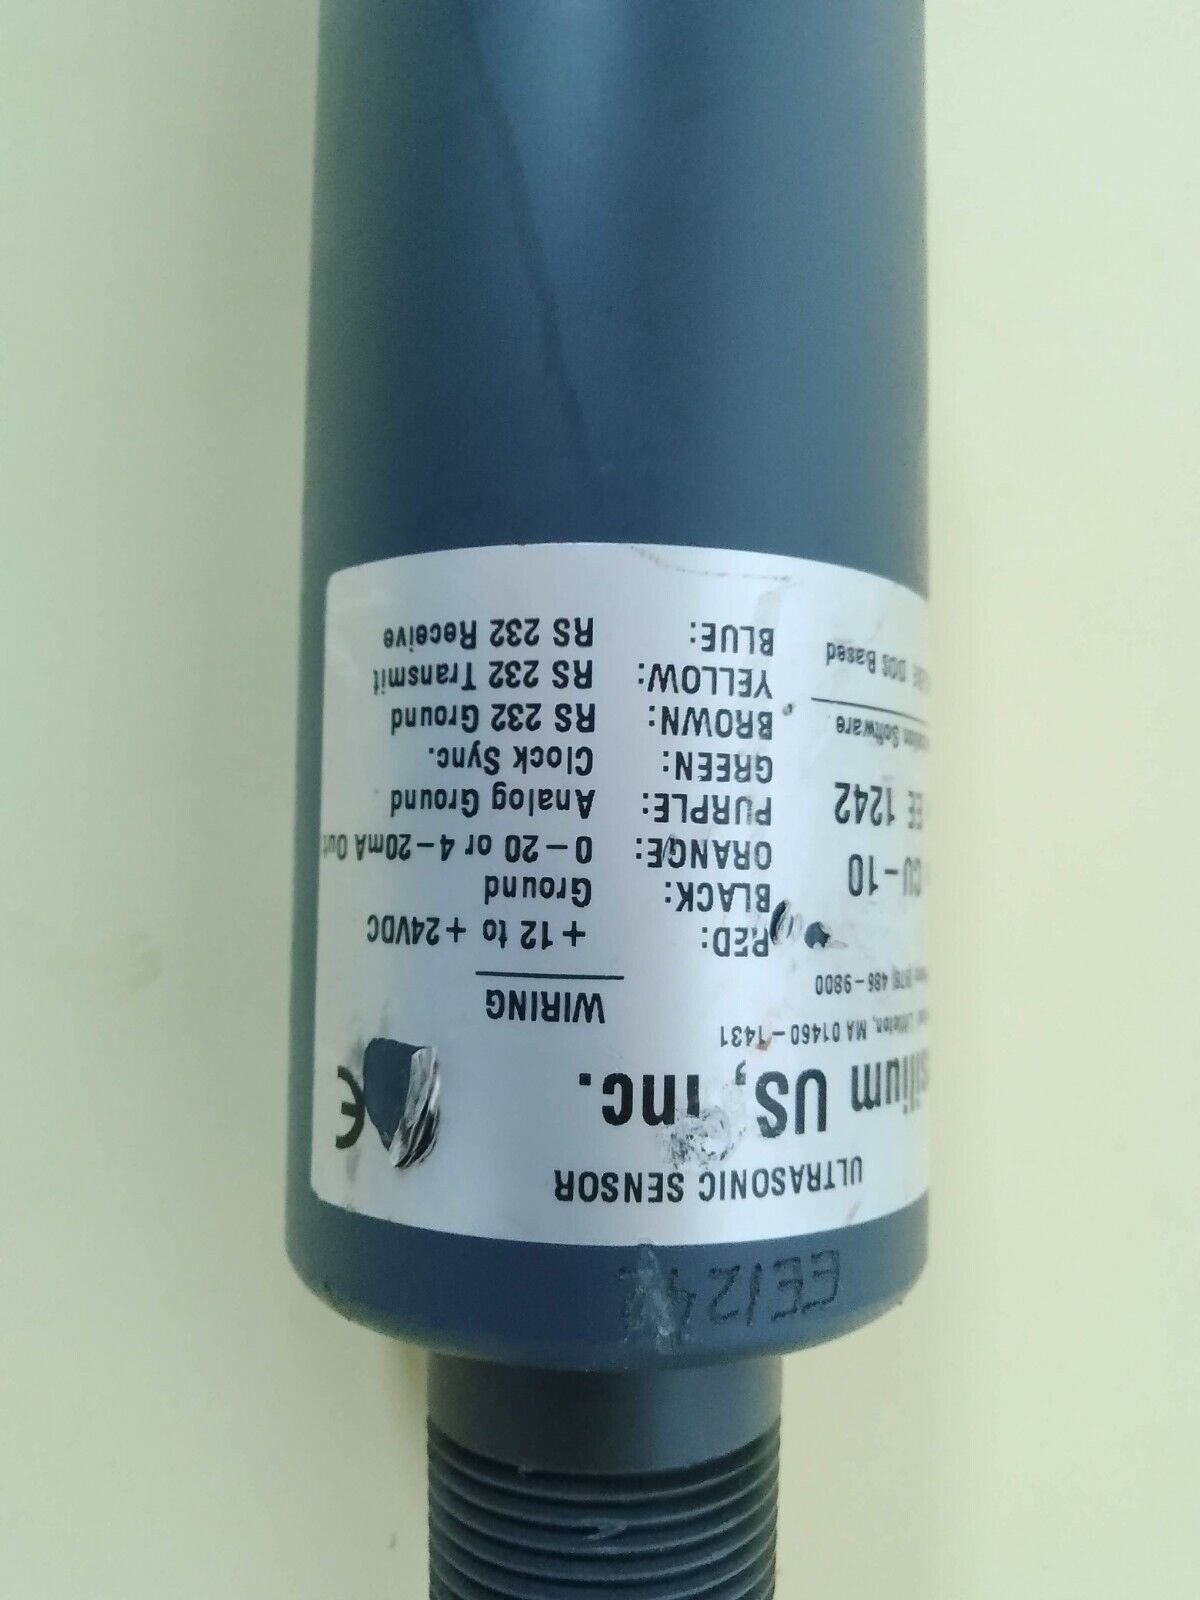 EE1242
ULTRASONIC SENSOR
US, Inc.
MA 01460-1431
486-9800
CU-10
EE 1242
Software
DOS Based
CE
WIRING
RED: +12 to +24VDC
BLACK: Ground
ORANGE: 0-20 or 4-20mA Out
PURPLE: Analog Ground
GREEN: Clock Sync.
BROWN: RS 232 Ground
YELLOW: RS 232 Transmit
BLUE: RS 232 Receive